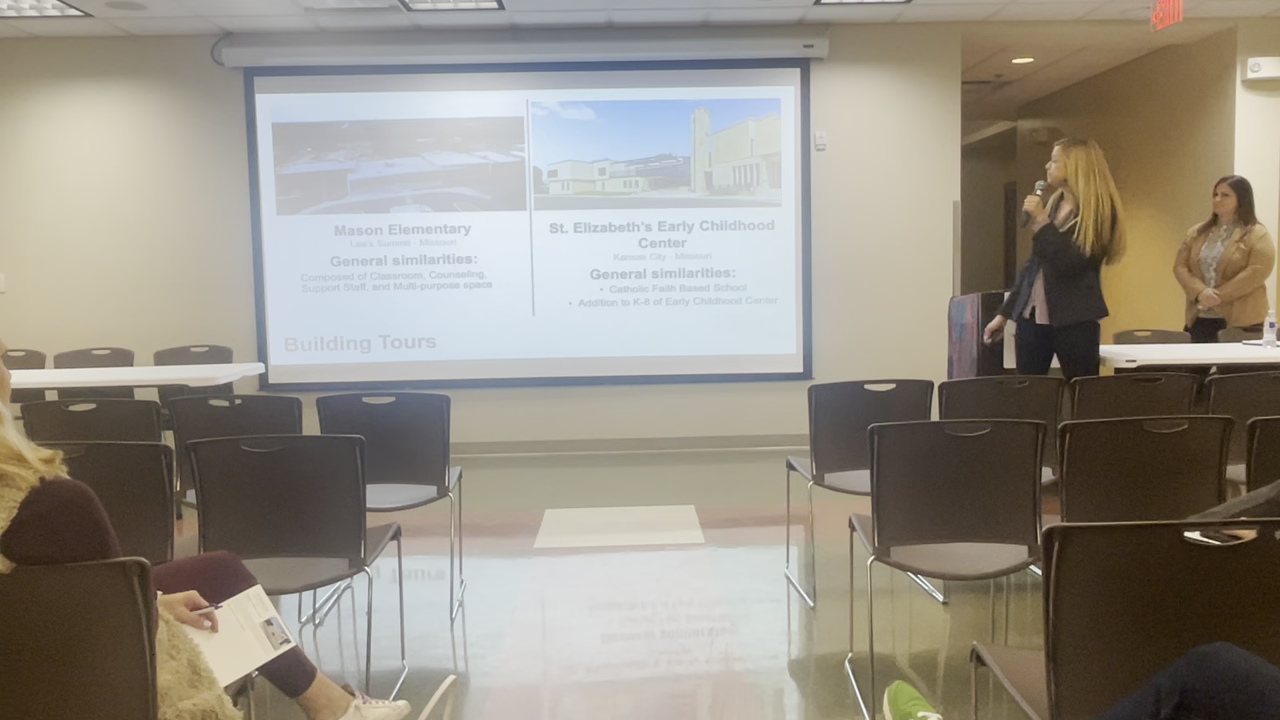 Mason Elementary
Lee's Summit - Missouri
General similarities:
Composed of Classroom, Counseling,
Support Staff, and Multi-purpose space
St. Elizabeth's Early Childhood
Center
Kansas City - Missouri
General similarities:
• Catholic Faith Based School
• Addition to K-8 of Early Childhood Center
Building Tours
EXIT